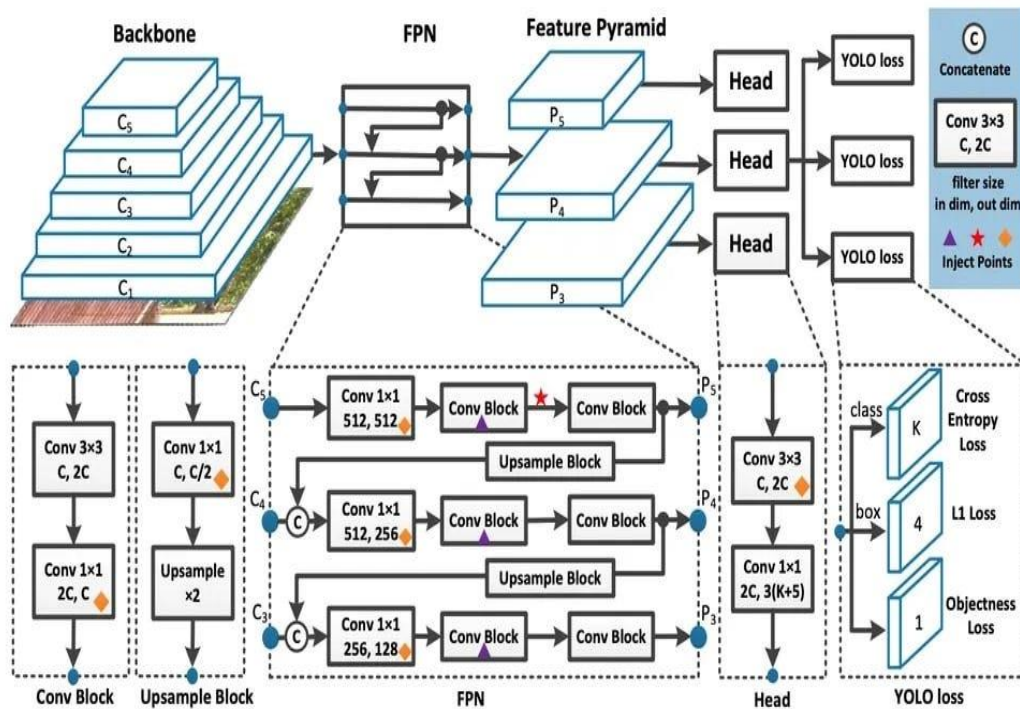 Backbone
FPN
Feature Pyramid
C5
C4
C3
C2
C1
P5
P4
P3
Head
Head
Head
YOLO loss
YOLO loss
YOLO loss
C
Concatenate
Conv 3×3
C, 2C
filter size
in dim, out dim
Inject Points
Conv 3×3
C, 2C
Conv 1×1
2C, C
Conv Block
Conv 1×1
C, C/2
Upsample
×2
Upsample Block
C5
Conv 1×1
512, 512
Conv Block
Conv Block
P5
Upsample Block
C4
C
Conv 1×1
512, 256
Conv Block
Conv Block
P4
Upsample Block
C3
C
Conv 1×1
256, 128
Conv Block
Conv Block
P3
FPN
Conv 3×3
C, 2C
Conv 1×1
2C, 3(K+5)
Head
class
K
Cross
Entropy
Loss
box
4
L1 Loss
1
Objectness
Loss
YOLO loss